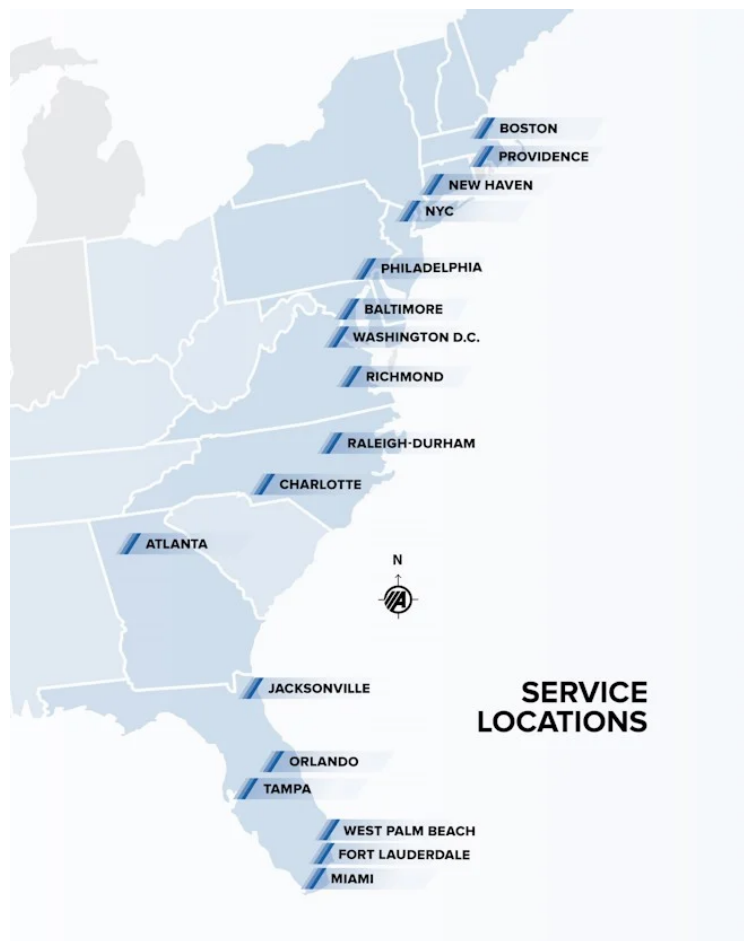 BOSTON
PROVIDENCE
NEW HAVEN
NYC
PHILADELPHIA
BALTIMORE
WASHINGTON D.C.
RICHMOND
RALEIGH-DURHAM
CHARLOTTE
ATLANTA
N
JACKSONVILLE
SERVICE
LOCATIONS
ORLANDO
TAMPA
WEST PALM BEACH
FORT LAUDERDALE
MIAMI